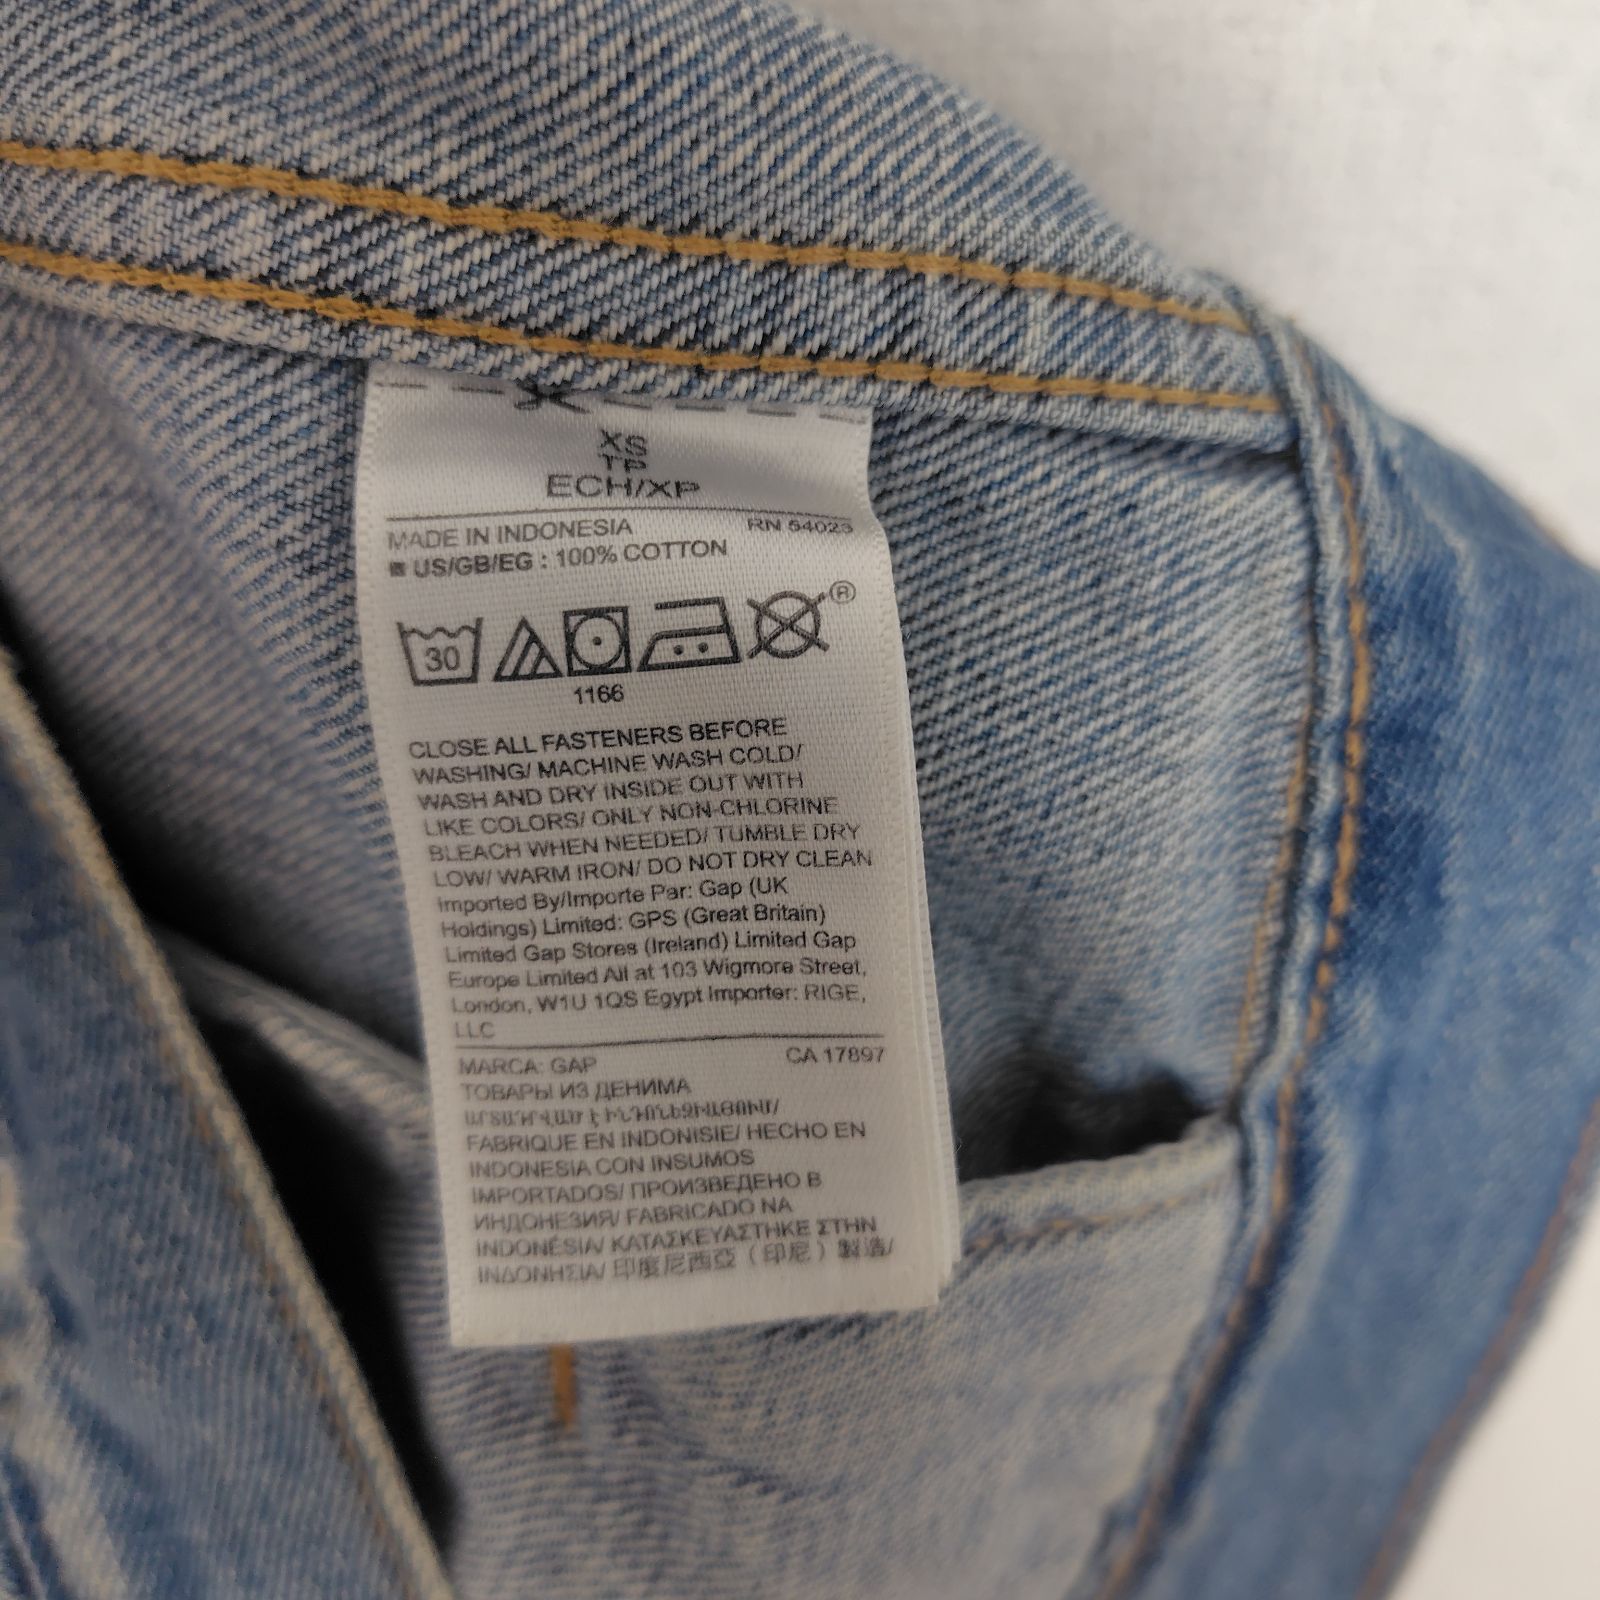 XS
TP
ECH/XP
MADE IN INDONESIA RN 54023
■ US/GB/EG : 100% COTTON
30
®
1166
CLOSE ALL FASTENERS BEFORE
WASHING/ MACHINE WASH COLD/
WASH AND DRY INSIDE OUT WITH
LIKE COLORS/ ONLY NON-CHLORINE
BLEACH WHEN NEEDED/ TUMBLE DRY
LOW/ WARM IRON/ DO NOT DRY CLEAN
Imported By/Importe Par: Gap (UK
Holdings) Limited: GPS (Great Britain)
Limited Gap Stores (Ireland) Limited Gap
Europe Limited All at 103 Wigmore Street,
London, W1U 1QS Egypt Importer: RIGE,
LLC
MARCA: GAP CA 17897
ТОВАРЫ ИЗ ДЕНИМА
FABRIQUE EN INDONISIE/ HECHO EN
INDONESIA CON INSUMOS
IMPORTADOS/ ПРОИЗВЕДЕНО В
ИНДОНЕЗИЯ/ FABRICADO NA
INDONÉSIA/ ΚΑΤΑΣΚΕΥΑΣΤΗΚΕ ΣΤΗΝ
ΙΝΔΟΝΗΣΙΑ/ 印度尼西亞（印尼）製造/